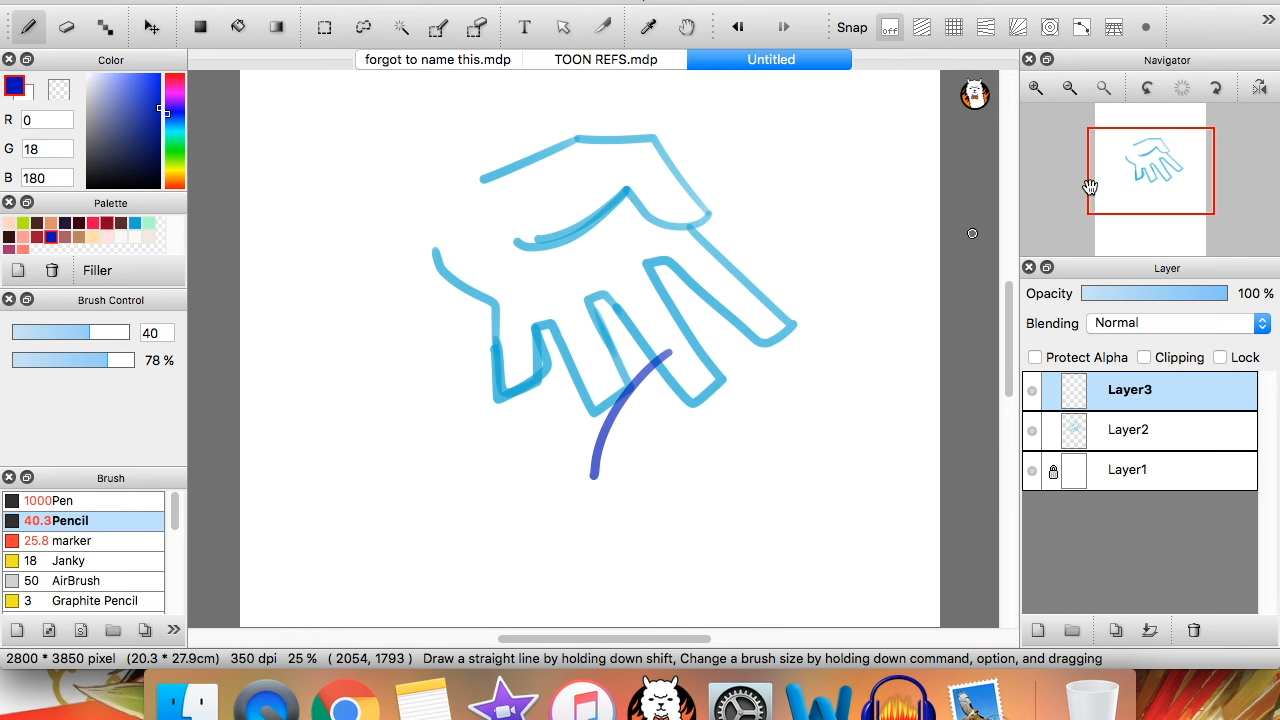 Snap
off
Color
forgot to name this.mdp TOON REFS.mdp Untitled
Navigator
R 0
G 18
B 180
Palette
Filler
Brush Control
40
78 %
Layer
Opacity 100 %
Blending Normal
Protect Alpha Clipping Lock
Layer3
Layer2
Layer1
Brush
1000Pen
40.3Pencil
25.8 marker
18 Janky
50 AirBrush
3 Graphite Pencil
2800 * 3850 pixel (20.3 * 27.9cm) 350 dpi 25 % ( 2054, 1793 ) Draw a straight line by holding down shift, Change a brush size by holding down command, option, and dragging